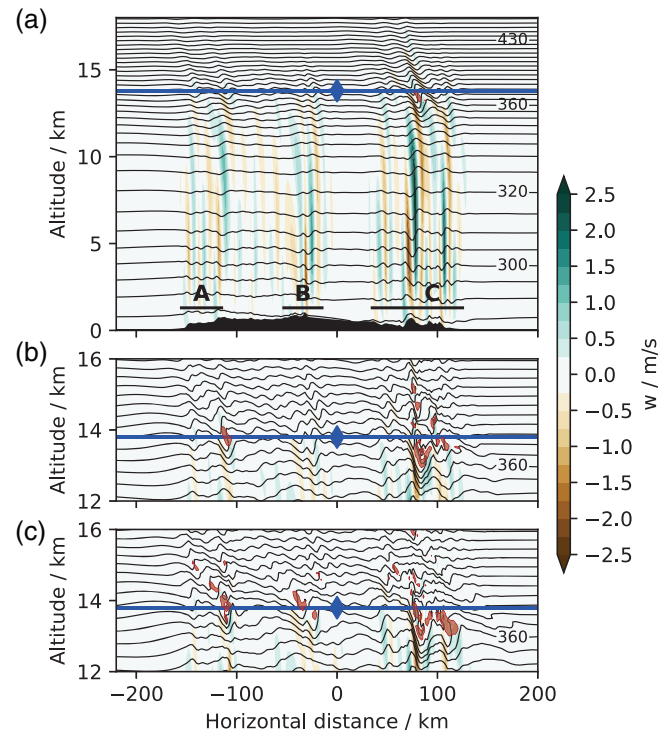 (a)
430
15
360
10
320
5
300
A
B
C
0
Altitude / km
(b)
16
14
12
360
Altitude / km
(c)
16
14
12
360
Altitude / km
−200
−100
0
100
200
Horizontal distance / km
2.5
2.0
1.5
1.0
0.5
0.0
−0.5
−1.0
−1.5
−2.0
−2.5
w / m/s